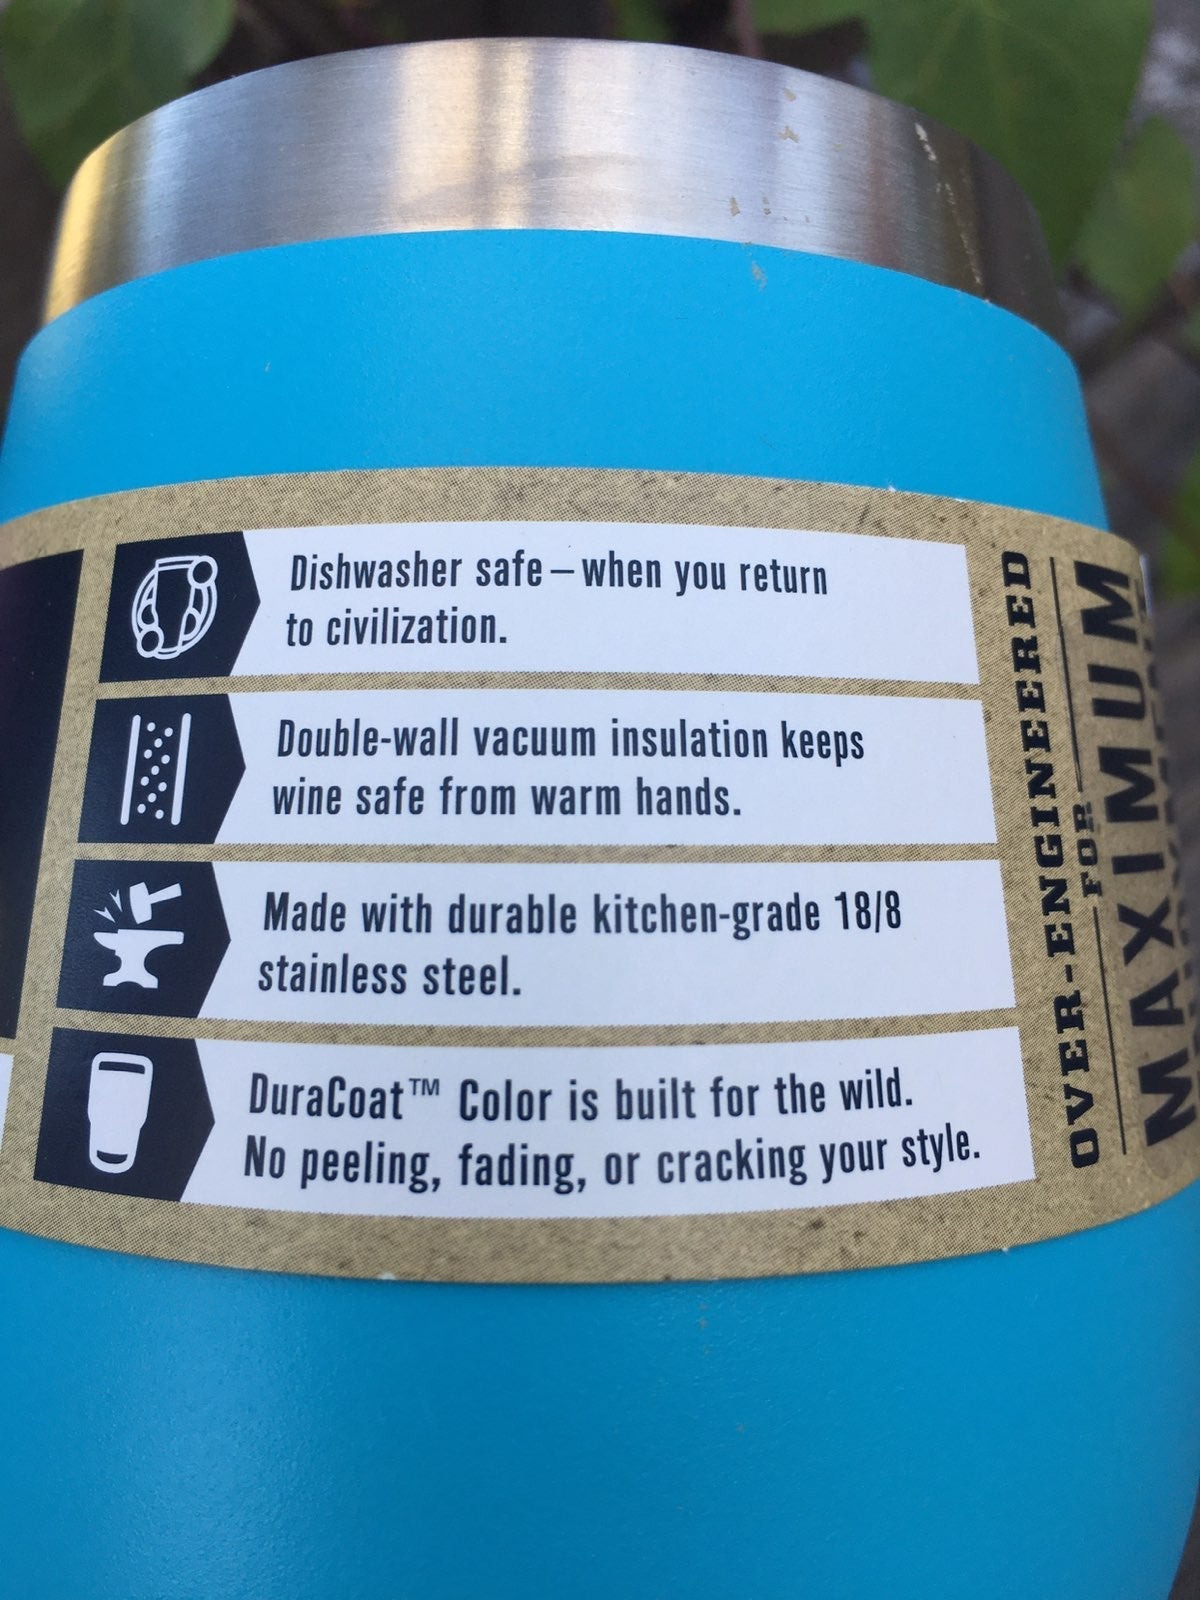 Dishwasher safe – when you return
to civilization.
Double-wall vacuum insulation keeps
wine safe from warm hands.
Made with durable kitchen-grade 18/8
stainless steel.
DuraCoat™ Color is built for the wild.
No peeling, fading, or cracking your style.
OVER-ENGINEERED
FOR
MAXIMUM